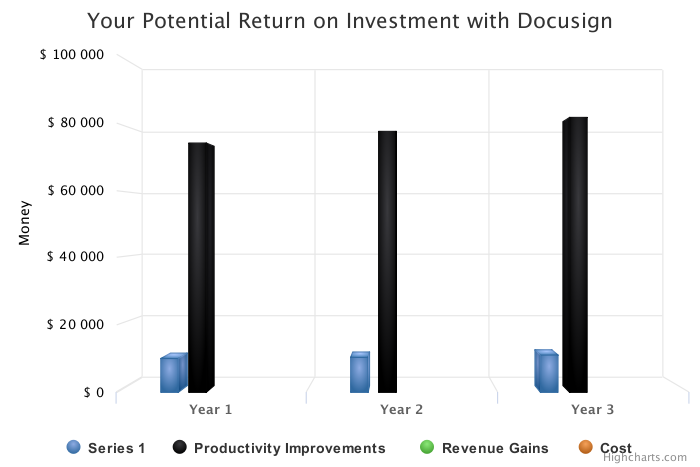 Your Potential Return on Investment with Docusign
$ 100 000
$ 80 000
$ 60 000
$ 40 000
$ 20 000
$ 0
Money
Year 1
Year 2
Year 3
Series 1
Productivity Improvements
Revenue Gains
Cost
Highcharts.com